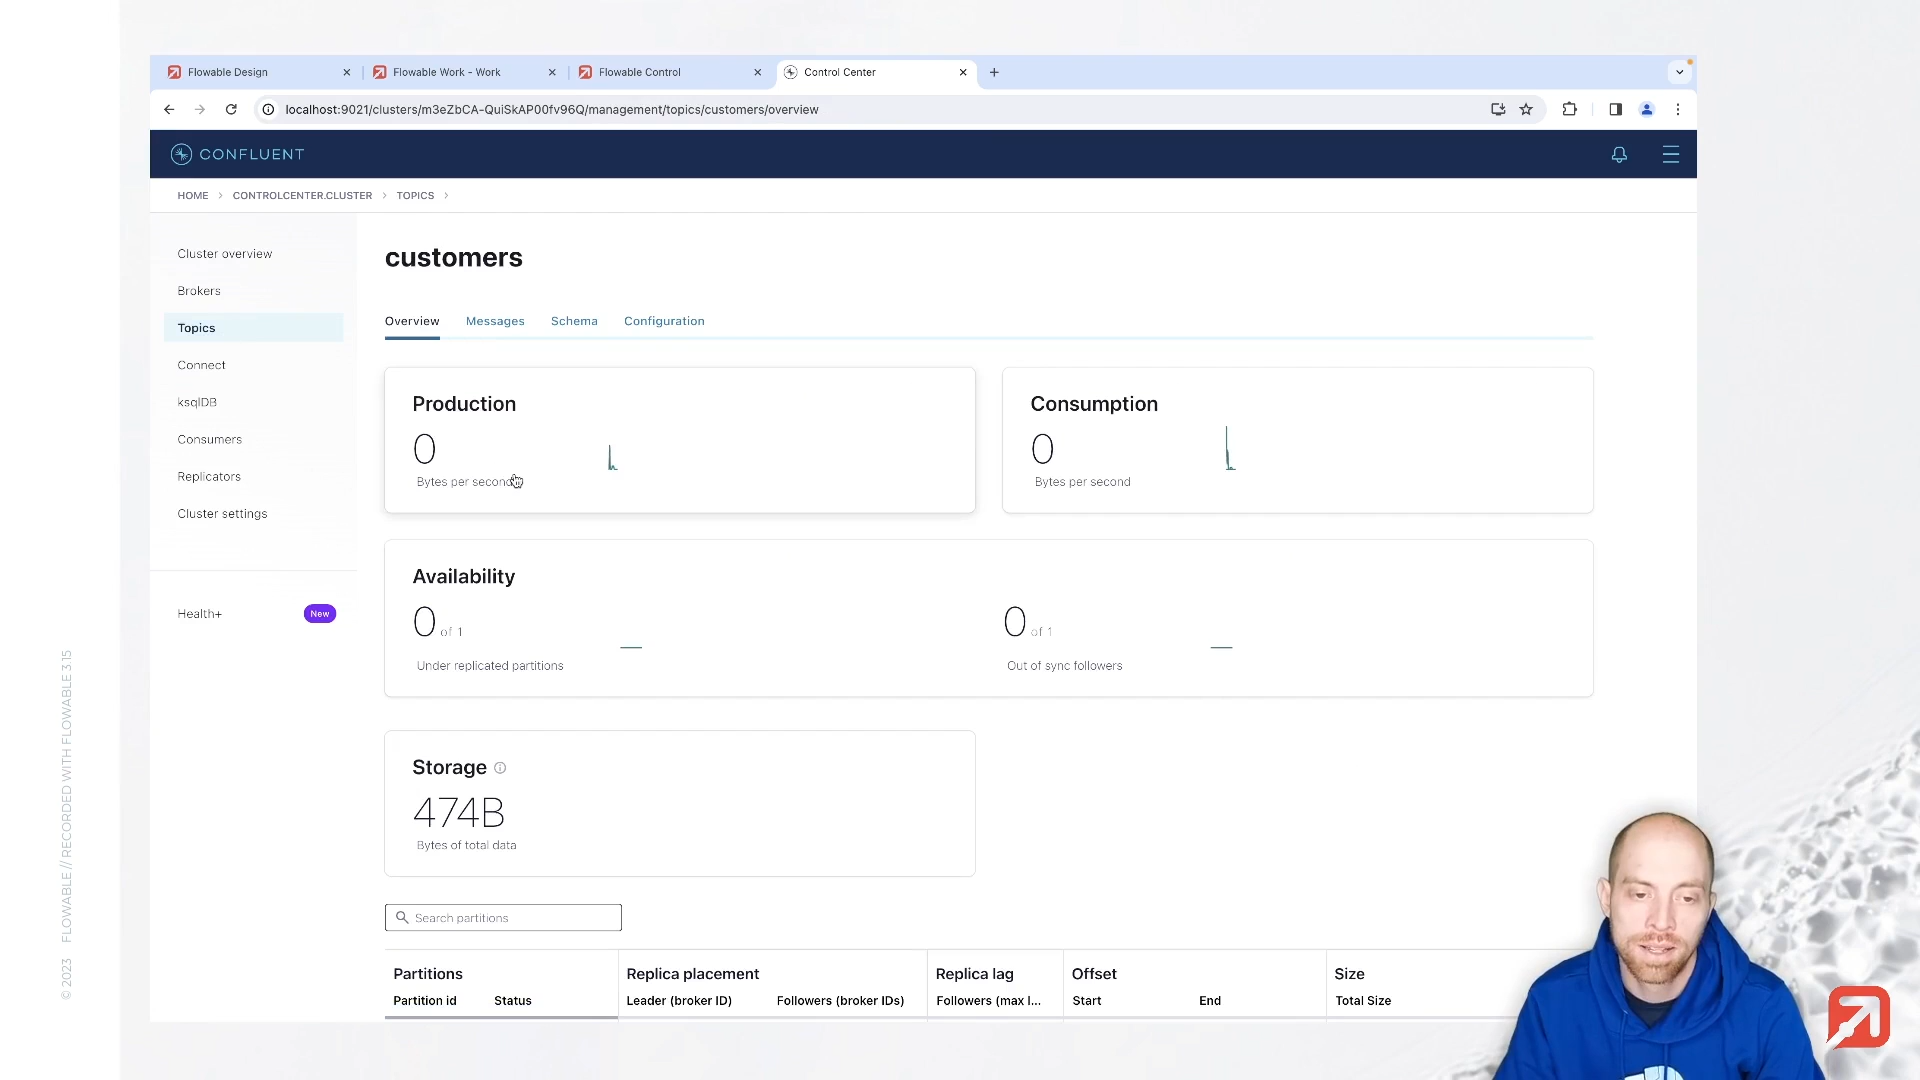 Flowable Design
Flowable Work - Work
Flowable Control
Control Center
localhost:9021/clusters/m3eZbCA-QuiSkAP00fv96Q/management/topics/customers/overview
CONFLUENT
HOME > CONTROLCENTER.CLUSTER > TOPICS >
Cluster overview
Brokers
Topics
Connect
ksqlDB
Consumers
Replicators
Cluster settings
Health+ New
customers
Overview Messages Schema Configuration
Production
0
Bytes per second
Consumption
0
Bytes per second
Availability
0 of 1
Under replicated partitions
0 of 1
Out of sync followers
Storage
474B
Bytes of total data
Search partitions
Partitions Replica placement Replica lag Offset Size
Partition id Status Leader (broker ID) Followers (broker IDs) Followers (max l... Start End Total Size
© 2023 FLOWABLE // RECORDED WITH FLOWABLE 3.15